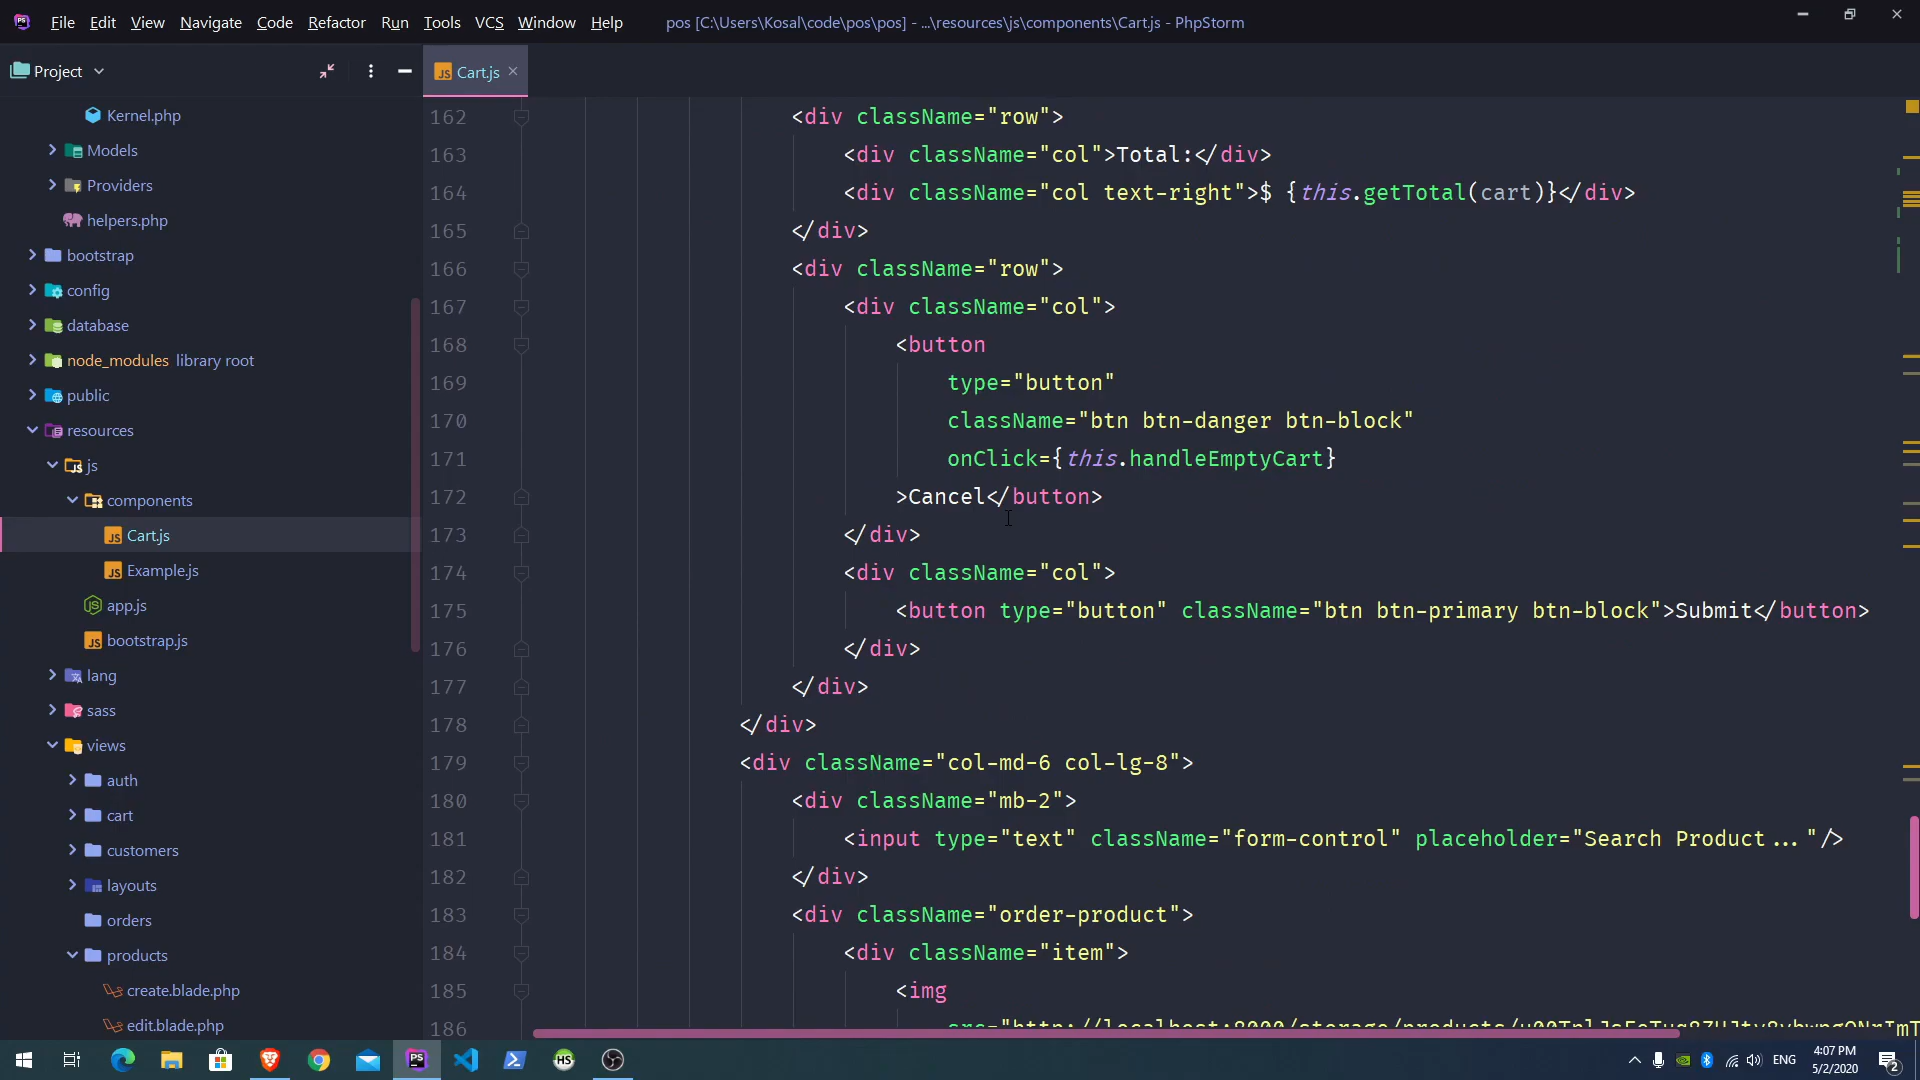 File Edit View Navigate Code Refactor Run Tools VCS Window Help pos [C:\Users\Kosal\code\pos\pos] - ...\resources\js\components\Cart.js - PhpStorm
Project
Cart.js
Kernel.php
Models
Providers
helpers.php
bootstrap
config
database
node_modules library root
public
resources
js
components
Cart.js
Example.js
app.js
bootstrap.js
lang
sass
views
auth
cart
customers
layouts
orders
products
create.blade.php
edit.blade.php
162 <div className="row">
163 <div className="col">Total:</div>
164 <div className="col text-right">$ {this.getTotal(cart)}</div>
165 </div>
166 <div className="row">
167 <div className="col">
168 <button
169 type="button"
170 className="btn btn-danger btn-block"
171 onClick={this.handleEmptyCart}
172 >Cancel</button>
173 </div>
174 <div className="col">
175 <button type="button" className="btn btn-primary btn-block">Submit</button>
176 </div>
177 </div>
178 </div>
179 <div className="col-md-6 col-lg-8">
180 <div className="mb-2">
181 <input type="text" className="form-control" placeholder="Search Product..."/>
182 </div>
183 <div className="order-product">
184 <div className="item">
185 <img
186
ENG
4:07 PM
5/2/2020
2